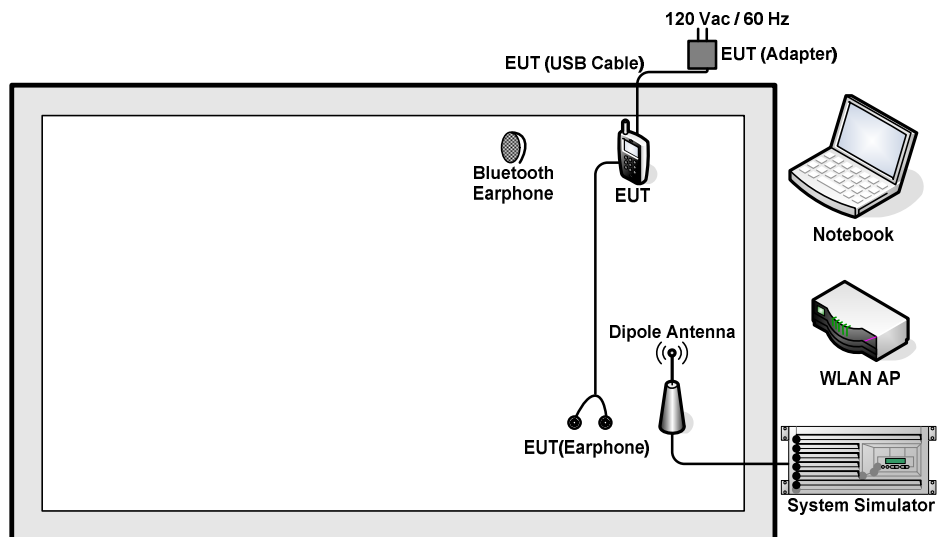 120 Vac / 60 Hz
EUT (Adapter)
EUT (USB Cable)
Bluetooth
Earphone
EUT
Notebook
Dipole Antenna
WLAN AP
EUT(Earphone)
System Simulator